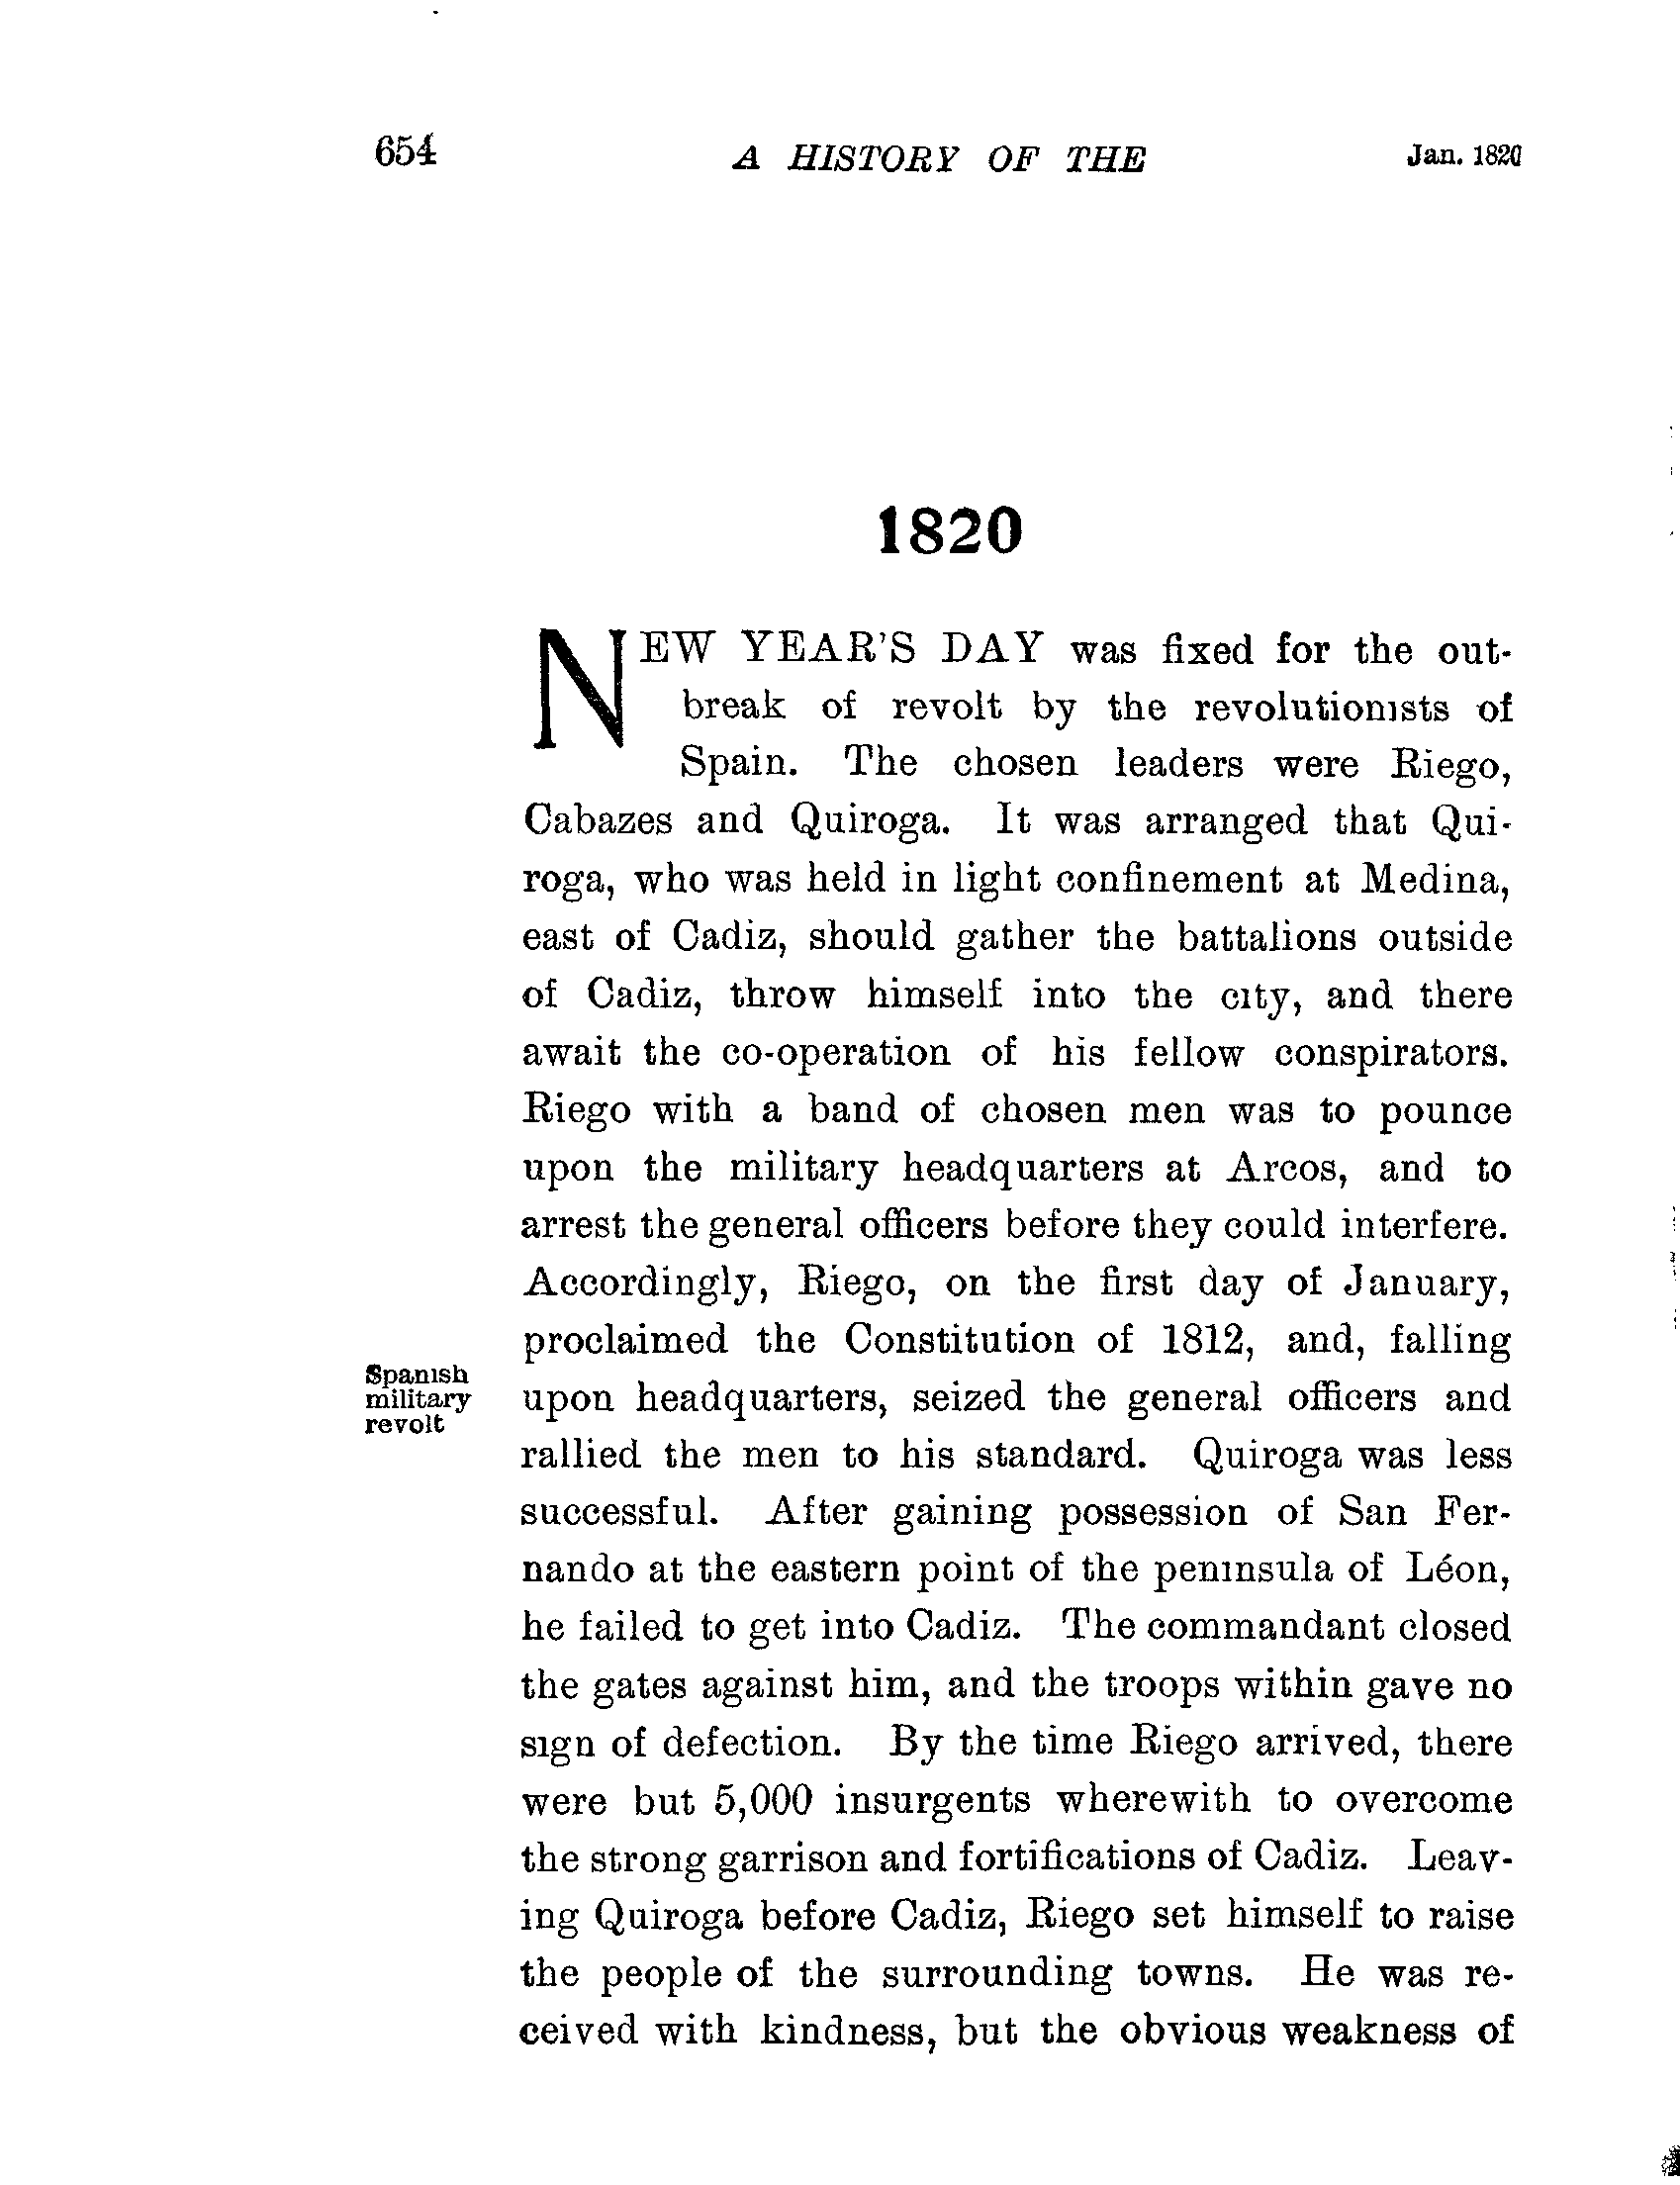 654
A HISTORY OF THE
Jan. 1820
1820
NEW YEAR'S DAY was fixed for the out-
break of revolt by the revolutionists of
Spain. The chosen leaders were Riego,
Cabazes and Quiroga. It was arranged that Qui-
roga, who was held in light confinement at Medina,
east of Cadiz, should gather the battalions outside
of Cadiz, throw himself into the city, and there
await the co-operation of his fellow conspirators.
Riego with a band of chosen men was to pounce
upon the military headquarters at Arcos, and to
arrest the general officers before they could interfere.
Accordingly, Riego, on the first day of January,
proclaimed the Constitution of 1812, and, falling
Spanish
military
revolt
upon headquarters, seized the general officers and
rallied the men to his standard. Quiroga was less
successful. After gaining possession of San Fer-
nando at the eastern point of the peninsula of Léon,
he failed to get into Cadiz. The commandant closed
the gates against him, and the troops within gave no
sign of defection. By the time Riego arrived, there
were but 5,000 insurgents wherewith to overcome
the strong garrison and fortifications of Cadiz. Leav-
ing Quiroga before Cadiz, Riego set himself to raise
the people of the surrounding towns. He was re-
ceived with kindness, but the obvious weakness of